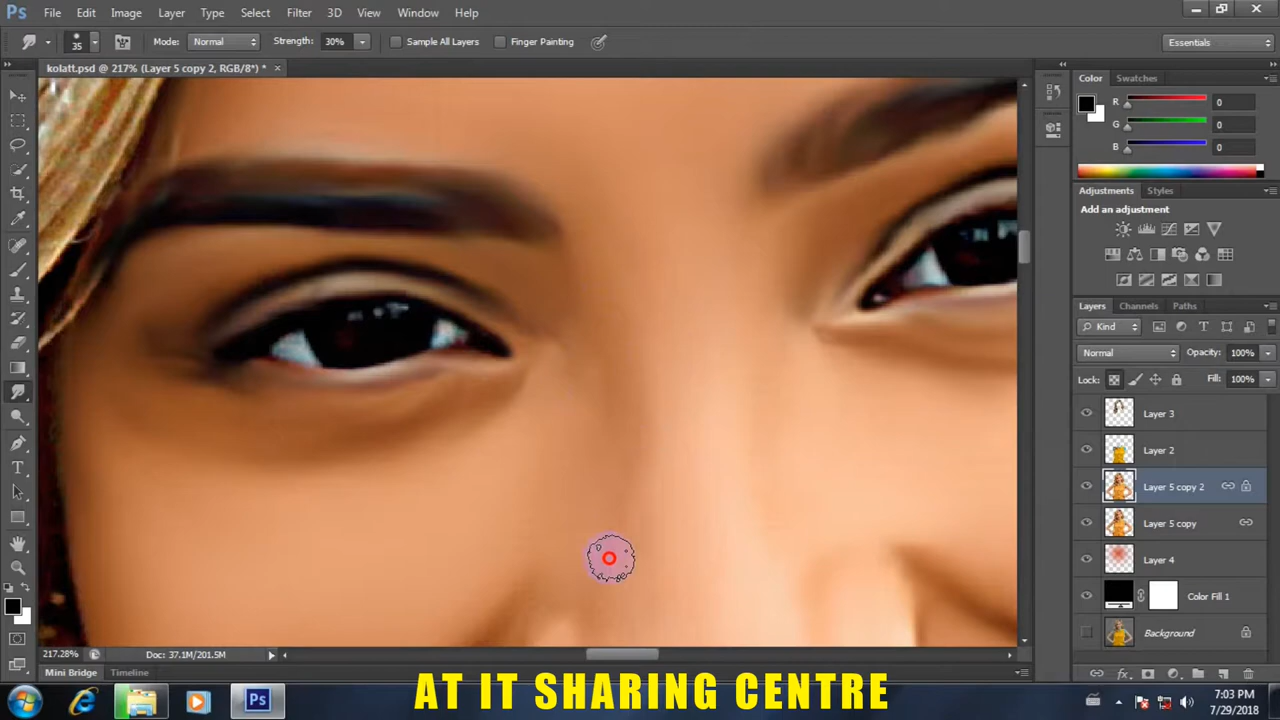 Ps File Edit Image Layer Type Select Filter 3D View Window Help
35 Mode: Normal Strength: 30% Sample All Layers Finger Painting Essentials
kolatt.psd @ 217% (Layer 5 copy 2, RGB/8*) * ×
Color Swatches
R 0
G 0
B 0
Adjustments Styles
Add an adjustment
Layers Channels Paths
Kind
Normal Opacity: 100%
Lock: Fill: 100%
Layer 3
Layer 2
Layer 5 copy 2
Layer 5 copy
Layer 4
Color Fill 1
Background
217.28% Doc: 37.1M/201.5M
Mini Bridge Timeline
AT IT SHARING CENTRE
Ps
7:03 PM
7/29/2018